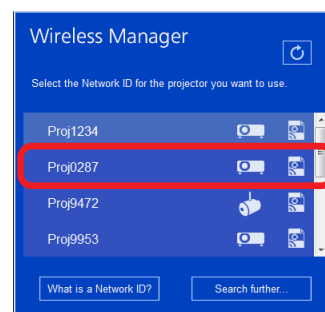 Wireless Manager
Select the Network ID for the projector you want to use.
Proj1234
Proj0287
Proj9472
Proj9953
What is a Network ID?
Search further...